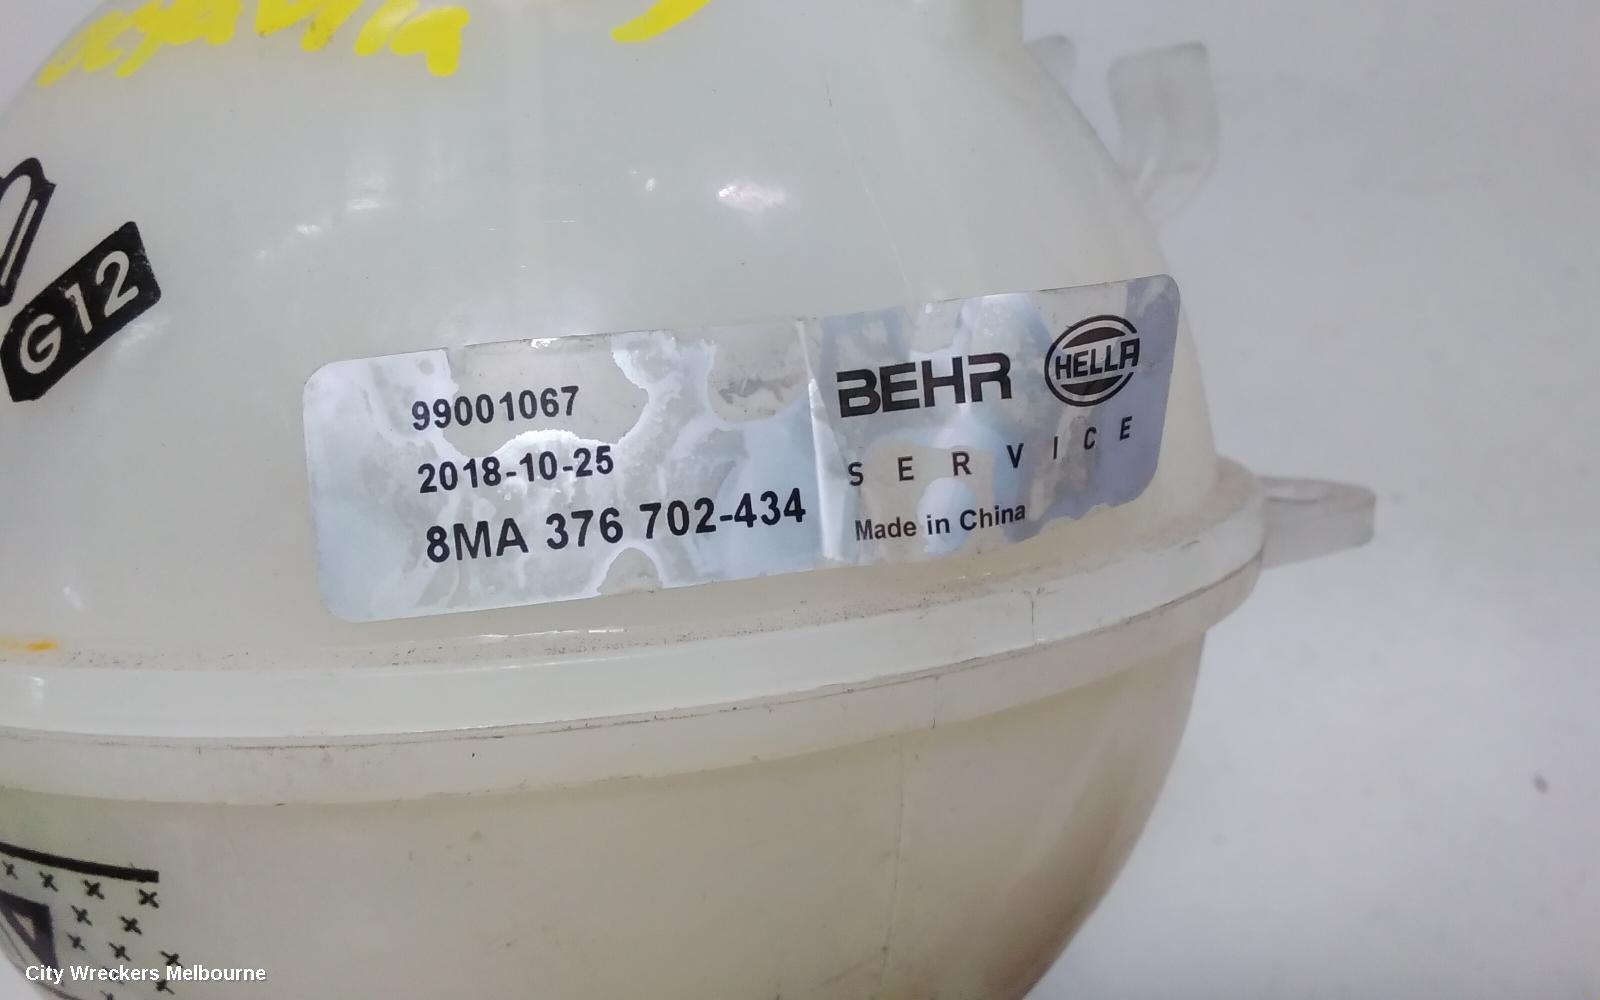 G12
99001067
2018-10-25
8MA 376 702-434
BEHR HELLA
SERVICE
Made in China
City Wreckers Melbourne